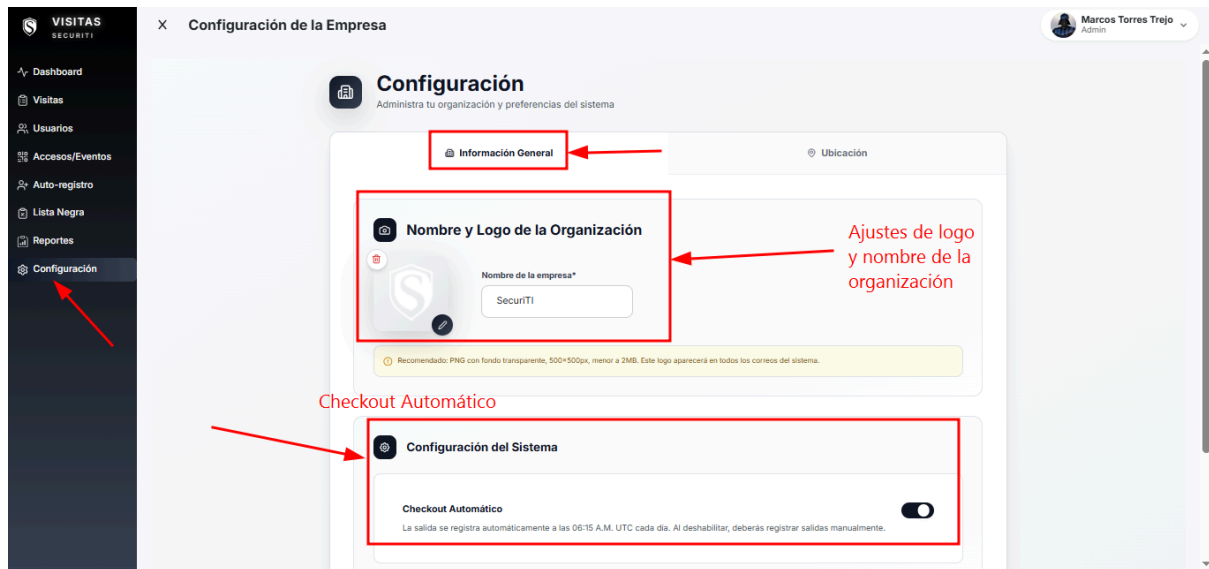 VISITAS
SECURITI
X Configuración de la Empresa
Marcos Torres Trejo
Admin
Dashboard
Visitas
Usuarios
Accesos/Eventos
Auto-registro
Lista Negra
Reportes
Configuración
Configuración
Administra tu organización y preferencias del sistema
Información General
Ubicación
Nombre y Logo de la Organización
Nombre de la empresa*
SecuriTI
Ajustes de logo
y nombre de la
organización
Recomendado: PNG con fondo transparente, 500×500px, menor a 2MB. Este logo aparecerá en todos los correos del sistema.
Checkout Automático
Configuración del Sistema
Checkout Automático
La salida se registra automáticamente a las 06:15 A.M. UTC cada día. Al deshabilitar, deberás registrar salidas manualmente.